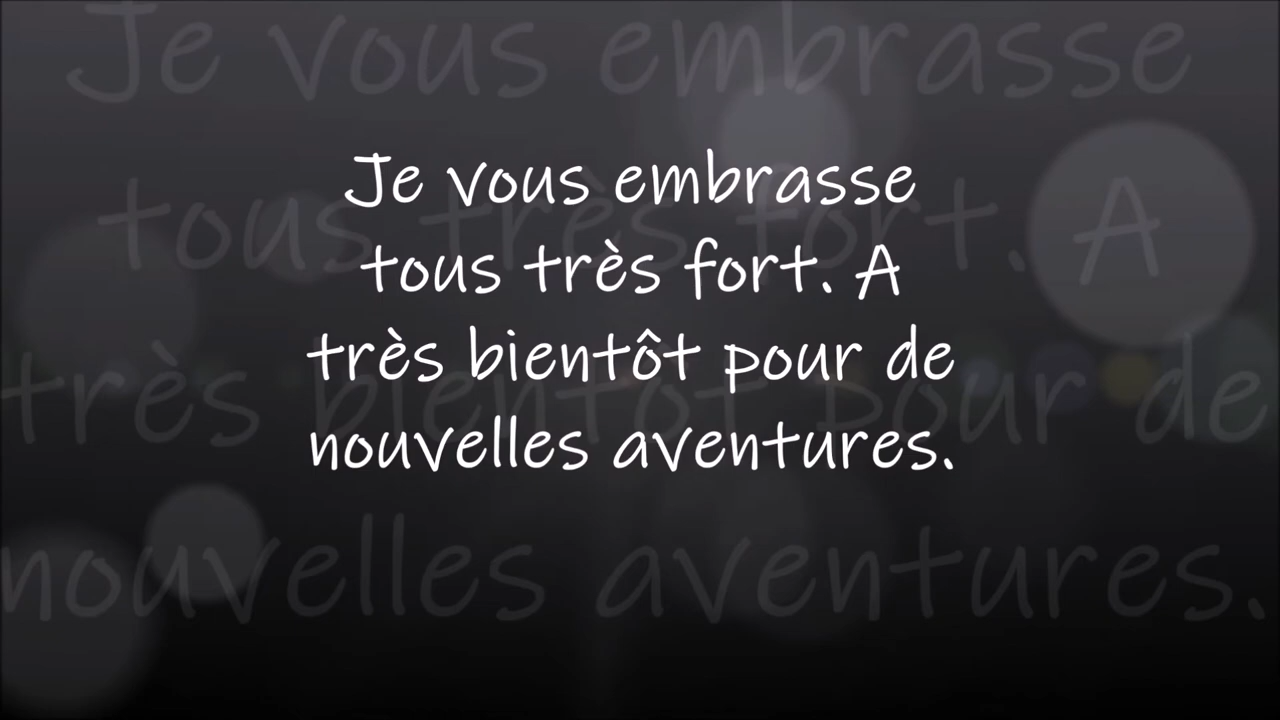 Je vous embrasse
tous très fort. A
très bientôt pour de
nouvelles aventures.